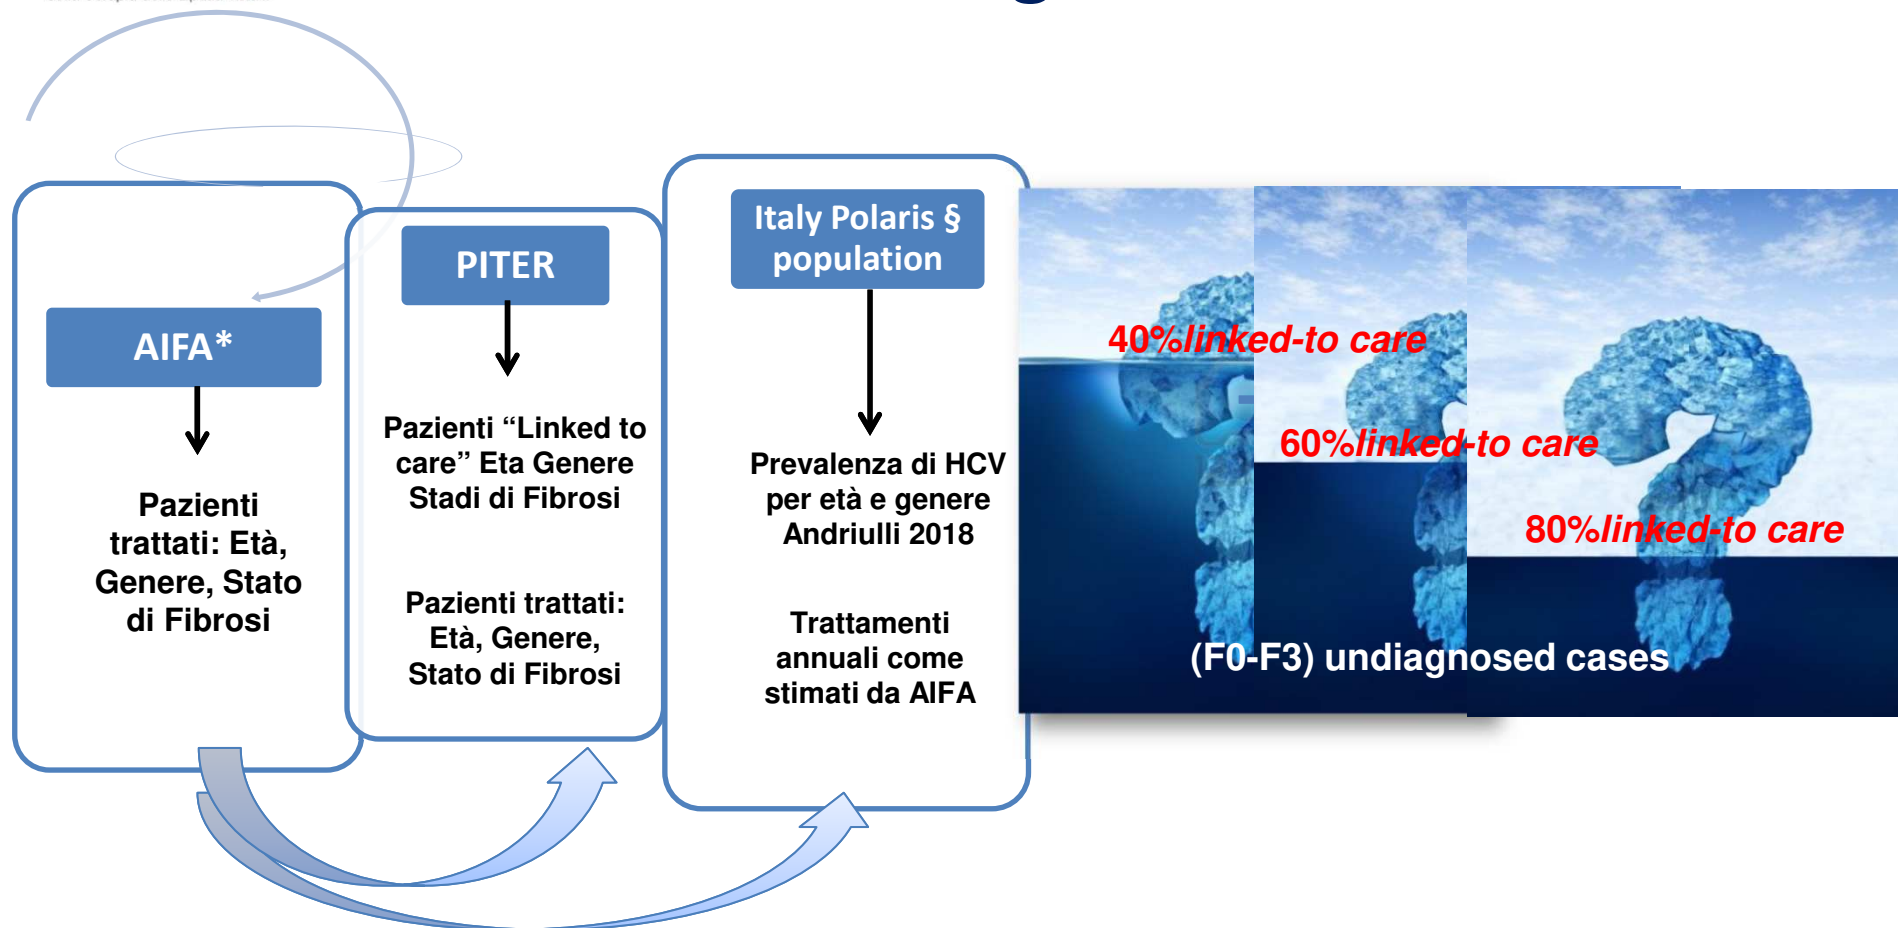 AIFA*
Pazienti
trattati: Età,
Genere, Stato
di Fibrosi
PITER
Pazienti “Linked to
care” Eta Genere
Stadi di Fibrosi
Pazienti trattati:
Età, Genere,
Stato di Fibrosi
Italy Polaris §
population
Prevalenza di HCV
per età e genere
Andriulli 2018
Trattamenti
annuali come
stimati da AIFA
40%linked-to care
60%linked-to care
80%linked-to care
(F0-F3) undiagnosed cases